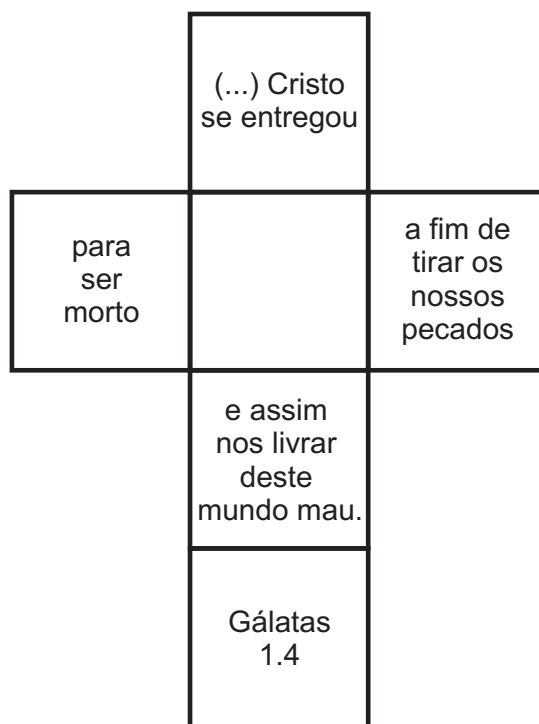 (...) Cristo
se entregou
para
ser
morto
a fim de
tirar os
nossos
pecados
e assim
nos livrar
deste
mundo mau.
Gálatas
1.4